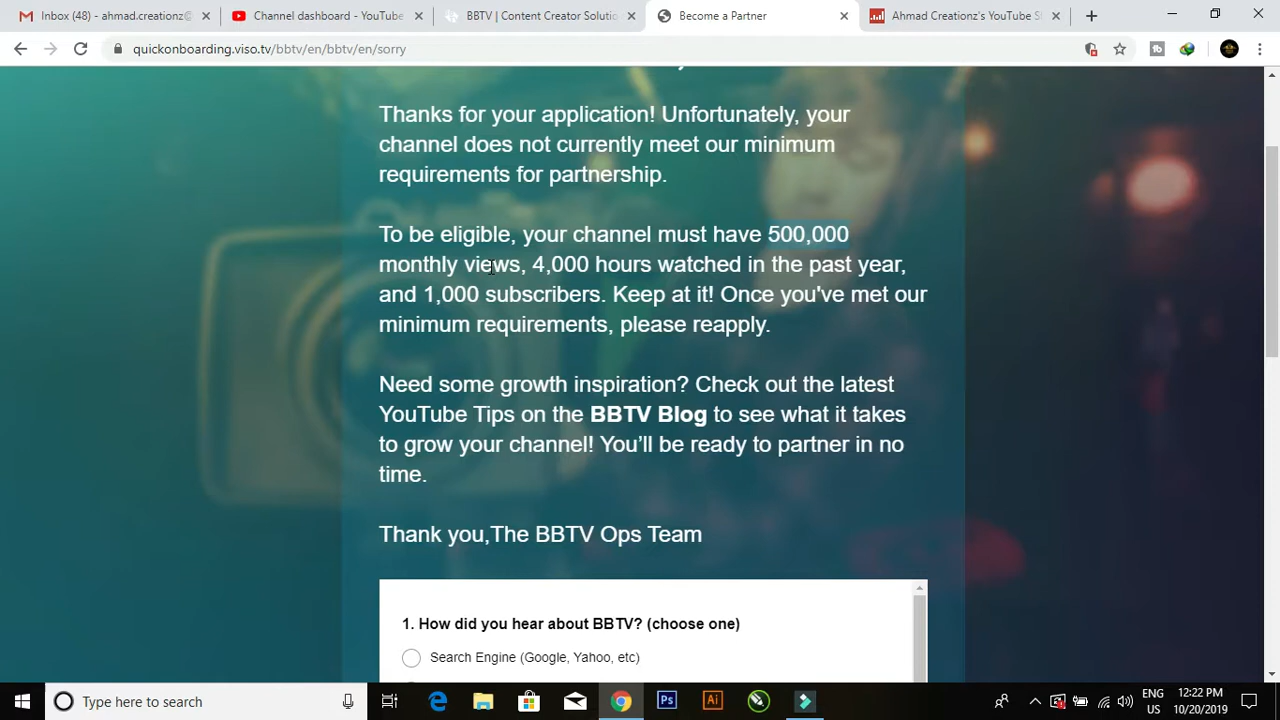 Inbox (48) - ahmad.creationz@
Channel dashboard - YouTube
BBTV | Content Creator Soluti
Become a Partner
Ahmad Creationz's YouTube S
quickonboarding.viso.tv/bbtv/en/bbtv/en/sorry
Thanks for your application! Unfortunately, your
channel does not currently meet our minimum
requirements for partnership.
To be eligible, your channel must have 500,000
monthly views, 4,000 hours watched in the past year,
and 1,000 subscribers. Keep at it! Once you've met our
minimum requirements, please reapply.
Need some growth inspiration? Check out the latest
YouTube Tips on the BBTV Blog to see what it takes
to grow your channel! You’ll be ready to partner in no
time.
Thank you,The BBTV Ops Team
1. How did you hear about BBTV? (choose one)
Search Engine (Google, Yahoo, etc)
Type here to search
Ps
Ai
ENG
US
12:22 PM
10/20/2019